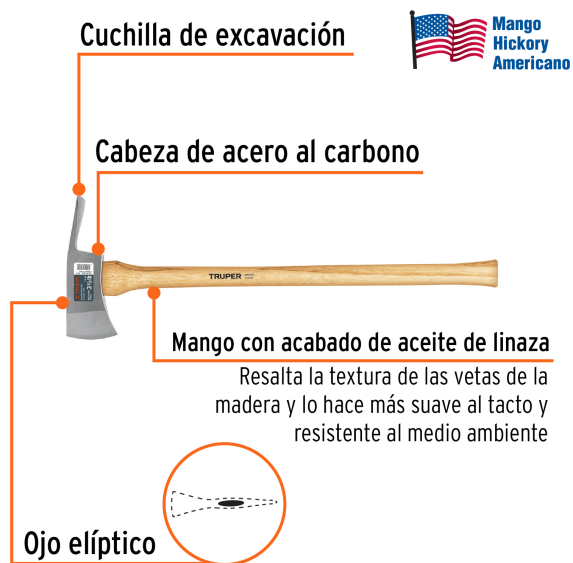 Cuchilla de excavación
Mango
Hickory
Americano
Cabeza de acero al carbono
TRUPER
Mango con acabado de aceite de linaza
Resalta la textura de las vetas de la
madera y lo hace más suave al tacto y
resistente al medio ambiente
Ojo elíptico